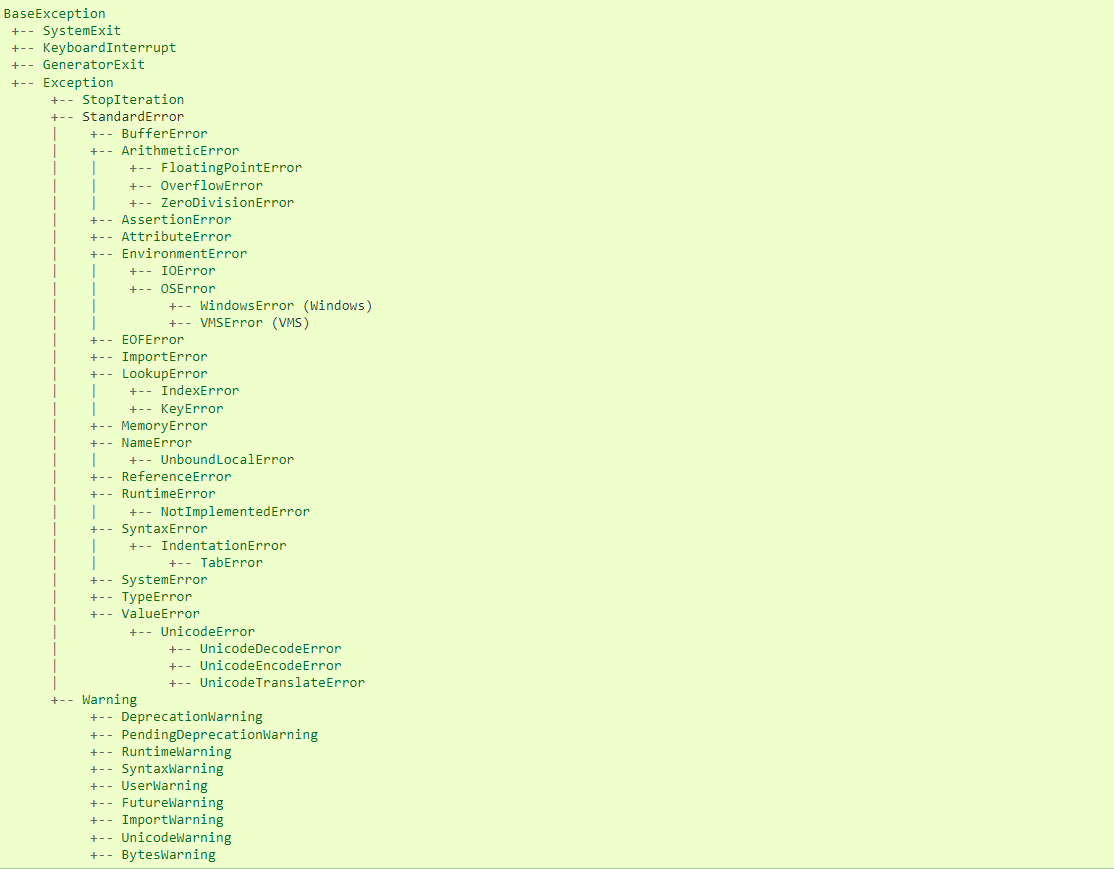 BaseException
 +-- SystemExit
 +-- KeyboardInterrupt
 +-- GeneratorExit
 +-- Exception
      +-- StopIteration
      +-- StandardError
      |    +-- BufferError
      |    +-- ArithmeticError
      |    |    +-- FloatingPointError
      |    |    +-- OverflowError
      |    |    +-- ZeroDivisionError
      |    +-- AssertionError
      |    +-- AttributeError
      |    +-- EnvironmentError
      |    |    +-- IOError
      |    |    +-- OSError
      |    |         +-- WindowsError (Windows)
      |    |         +-- VMSError (VMS)
      |    +-- EOFError
      |    +-- ImportError
      |    +-- LookupError
      |    |    +-- IndexError
      |    |    +-- KeyError
      |    +-- MemoryError
      |    +-- NameError
      |    |    +-- UnboundLocalError
      |    +-- ReferenceError
      |    +-- RuntimeError
      |    |    +-- NotImplementedError
      |    +-- SyntaxError
      |    |    +-- IndentationError
      |    |         +-- TabError
      |    +-- SystemError
      |    +-- TypeError
      |    +-- ValueError
      |         +-- UnicodeError
      |              +-- UnicodeDecodeError
      |              +-- UnicodeEncodeError
      |              +-- UnicodeTranslateError
      +-- Warning
           +-- DeprecationWarning
           +-- PendingDeprecationWarning
           +-- RuntimeWarning
           +-- SyntaxWarning
           +-- UserWarning
           +-- FutureWarning
           +-- ImportWarning
           +-- UnicodeWarning
           +-- BytesWarning